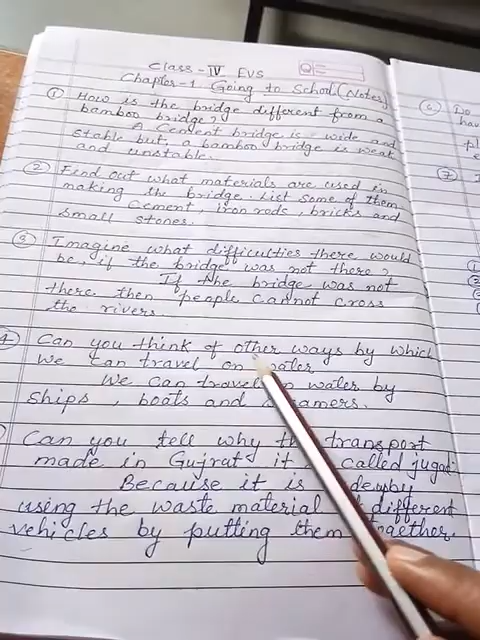 Class - IV EVS
Chapter-1 Going to School (Notes)
① How is the bridge different from a
bamboo bridge?
A Cement bridge is wide and
stable but, a bamboo bridge is weak
and unstable.
② Find out what materials are used in
making the bridge. List some of them
Cement, iron rods, bricks and
small stones.
③ Imagine what difficulties there would
be, if the bridge was not there?
If the bridge was not
there then people cannot cross
the rivers
4 Can you think of other ways by which
we can travel on water
We can travel in water by
ships, boats and
Can you tell why the transport
made in Gujrat it called jugad
Because it is
using the waste material different
vehicles by putting them together.
⑥ Do
hav
pl
⑦